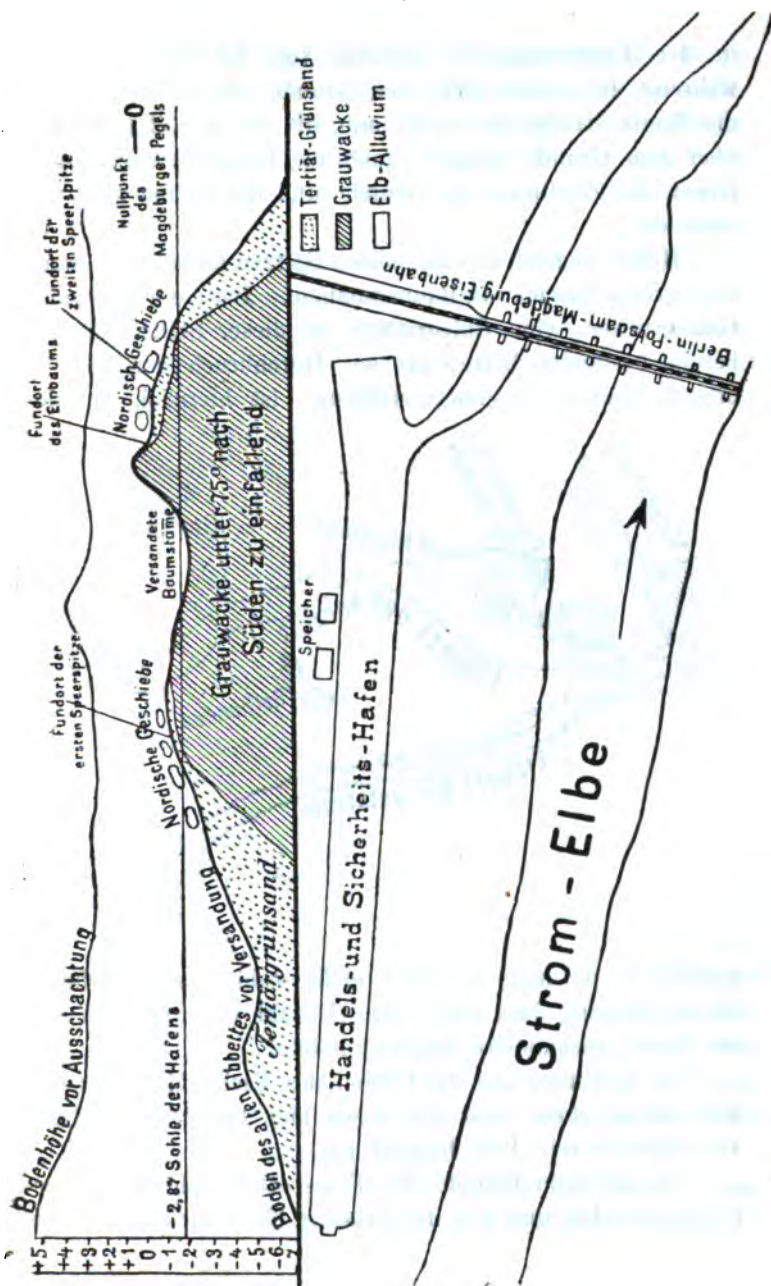 Bodenhöhe vor Ausschachtung
+5
+4
+3
+2
+1
0
-1
-2
-3
-4
-5
-6
-7
-2,87 Sohle des Hafens
Boden des alten Elbbettes vor Versandung
Tertiärgrünsand
Nordische Geschiebe
Fundort der
ersten Speerspitze
Versandete
Baumstäme
Grauwacke unter 75° nach
Süden zu einfallend
Fundort
des Einbaums
Nordisch-Geschiebe
Fundort der
zweiten Speerspitze
Nullpunkt
des
Magdeburger Pegels
0
Tertiär-Grünsand
Grauwacke
Elb-Alluvium
Speicher
Handels- und Sicherheits-Hafen
Berlin-Potsdam-Magdeburg Eisenbahn
Strom-Elbe